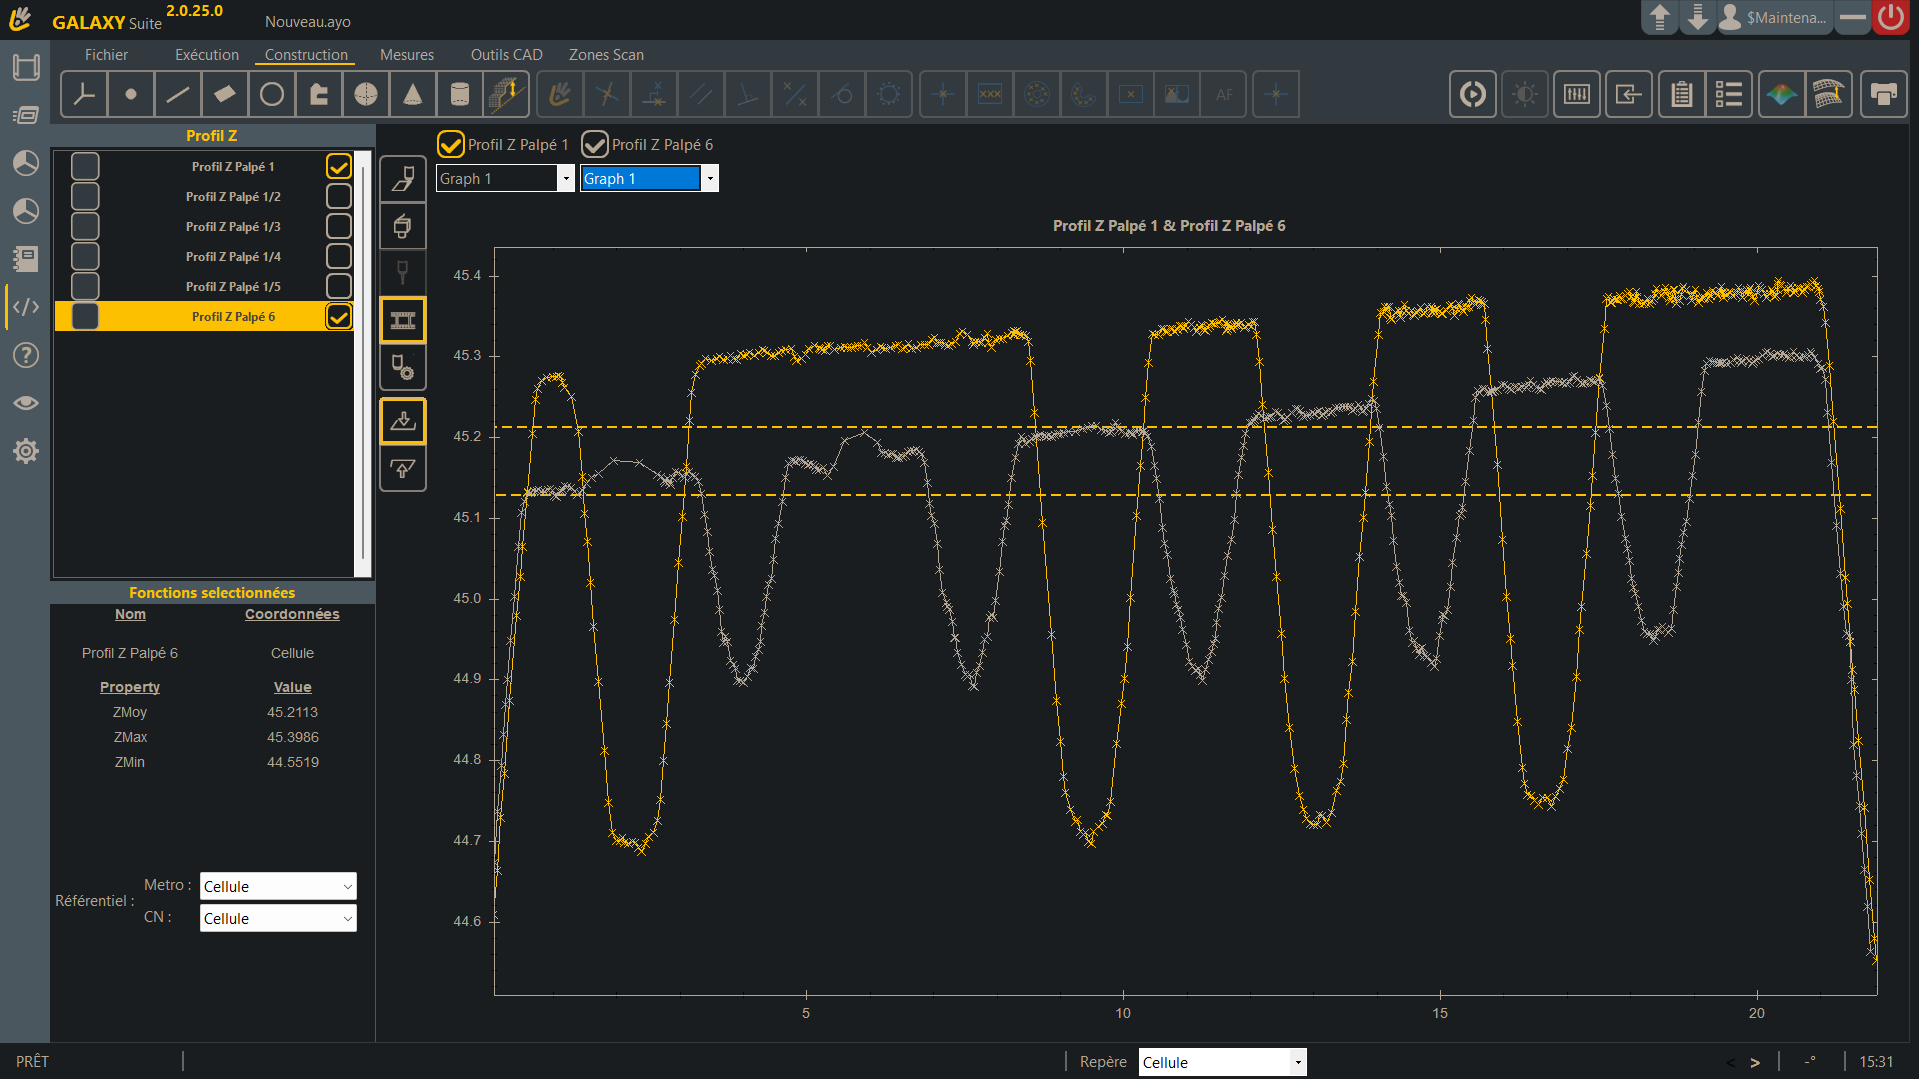 GALAXY Suite 2.0.25.0
Nouveau.ayo
$Maintena...
Fichier Exécution Construction Mesures Outils CAD Zones Scan
AF
Profil Z
Profil Z Palpé 1
Profil Z Palpé 1/2
Profil Z Palpé 1/3
Profil Z Palpé 1/4
Profil Z Palpé 1/5
Profil Z Palpé 6
Fonctions selectionnées
Nom Coordonnées
Profil Z Palpé 6 Cellule
Property Value
ZMoy 45.2113
ZMax 45.3986
ZMin 44.5519
Référentiel :
Metro : Cellule
CN : Cellule
Profil Z Palpé 1 Profil Z Palpé 6
Graph 1 Graph 1
Profil Z Palpé 1 & Profil Z Palpé 6
45.4
45.3
45.2
45.1
45.0
44.9
44.8
44.7
44.6
5 10 15 20
PRÊT
Repère Cellule
< >
-°
15:31